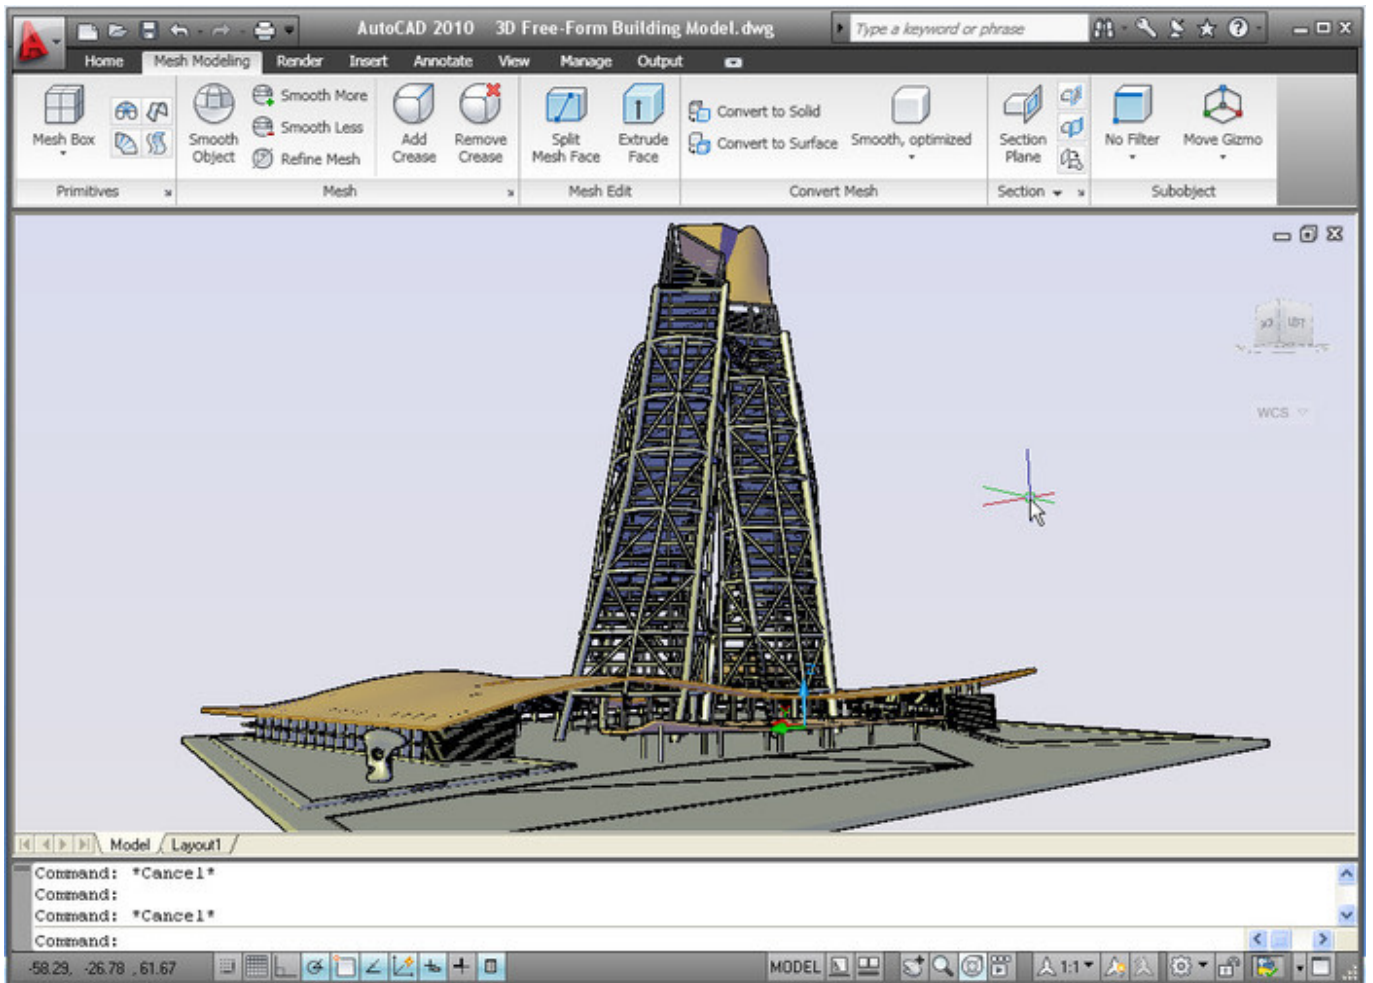 AutoCAD 2010 3D Free-Form Building Model.dwg
Type a keyword or phrase
Home Mesh Modeling Render Insert Annotate View Manage Output
Mesh Box
Smooth Object
Smooth More
Smooth Less
Refine Mesh
Add Crease
Remove Crease
Split Mesh Face
Extrude Face
Convert to Solid
Convert to Surface
Smooth, optimized
Section Plane
No Filter
Move Gizmo
Primitives Mesh Mesh Edit Convert Mesh Section Subobject
WCS
Model Layout1
Command: *Cancel*
Command:
Command: *Cancel*
Command:
-58.29, -26.78 , 61.67 MODEL 1:1